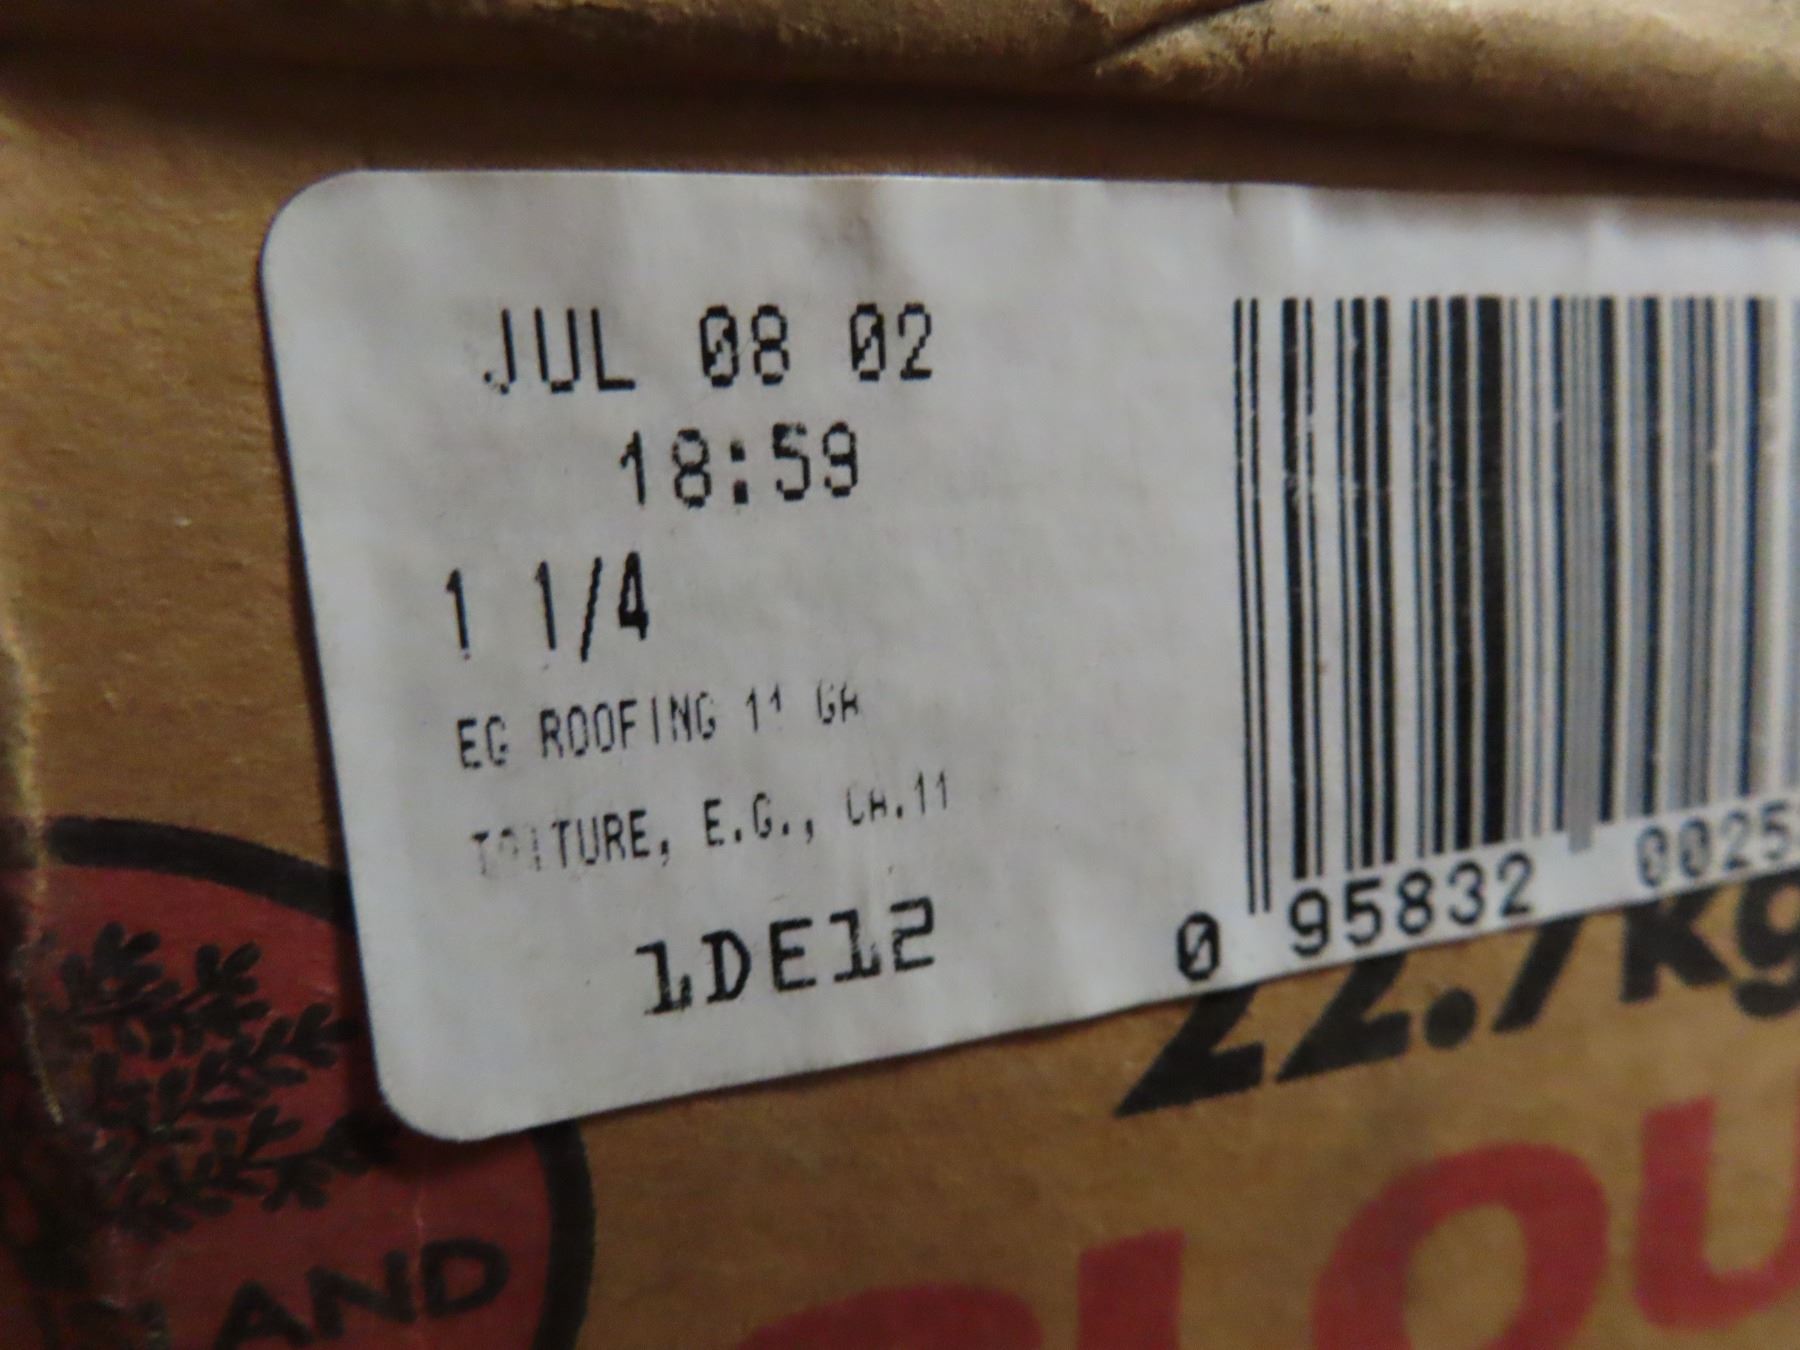 JUL 08 02
18:59
1 1/4
EG ROOFING 11 GA
TOITURE, E.G., CA.11
1DE12
0 95832 0025
22.7kg